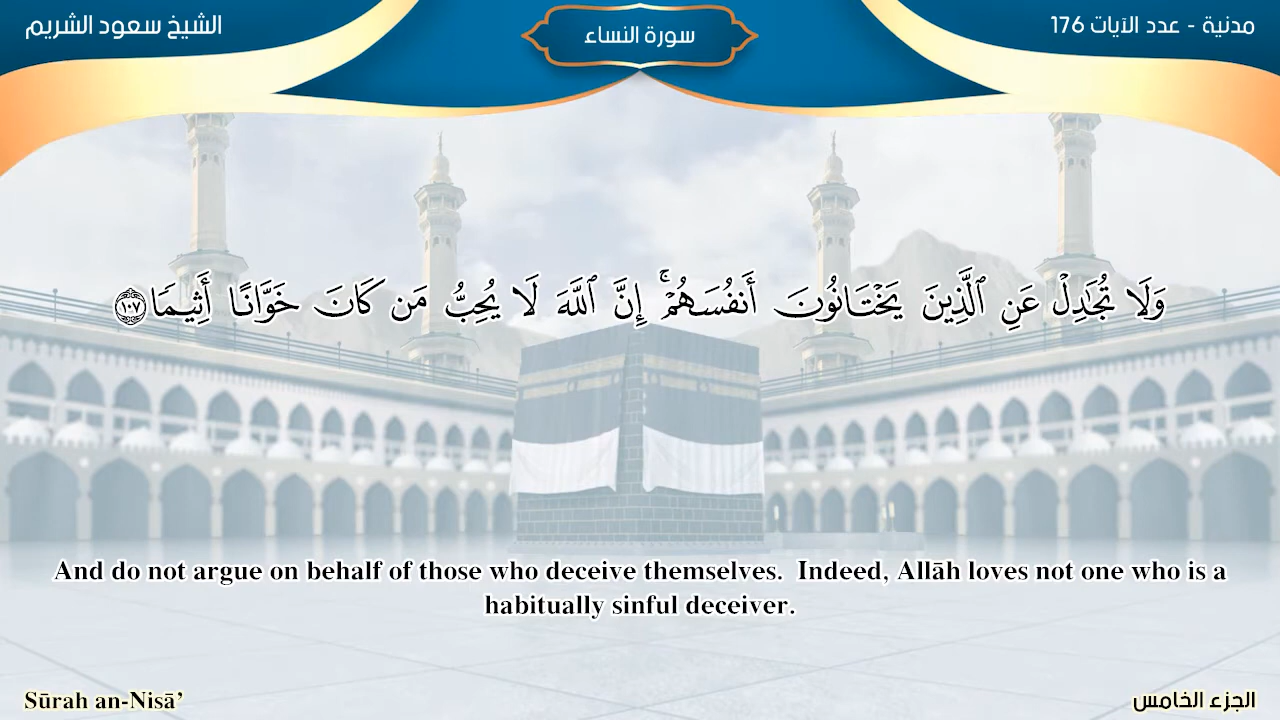 مدنية - عدد الآيات 176
سورة النساء
الشيخ سعود الشريم
وَلَا تُجَٰدِلْ عَنِ ٱلَّذِينَ يَخْتَانُونَ أَنفُسَهُمْ ۚ إِنَّ ٱللَّهَ لَا يُحِبُّ مَن كَانَ خَوَّانًا أَثِيمًا ١٠٧
And do not argue on behalf of those who deceive themselves. Indeed, Allāh loves not one who is a
habitually sinful deceiver.
Sūrah an-Nisā’
الجزء الخامس